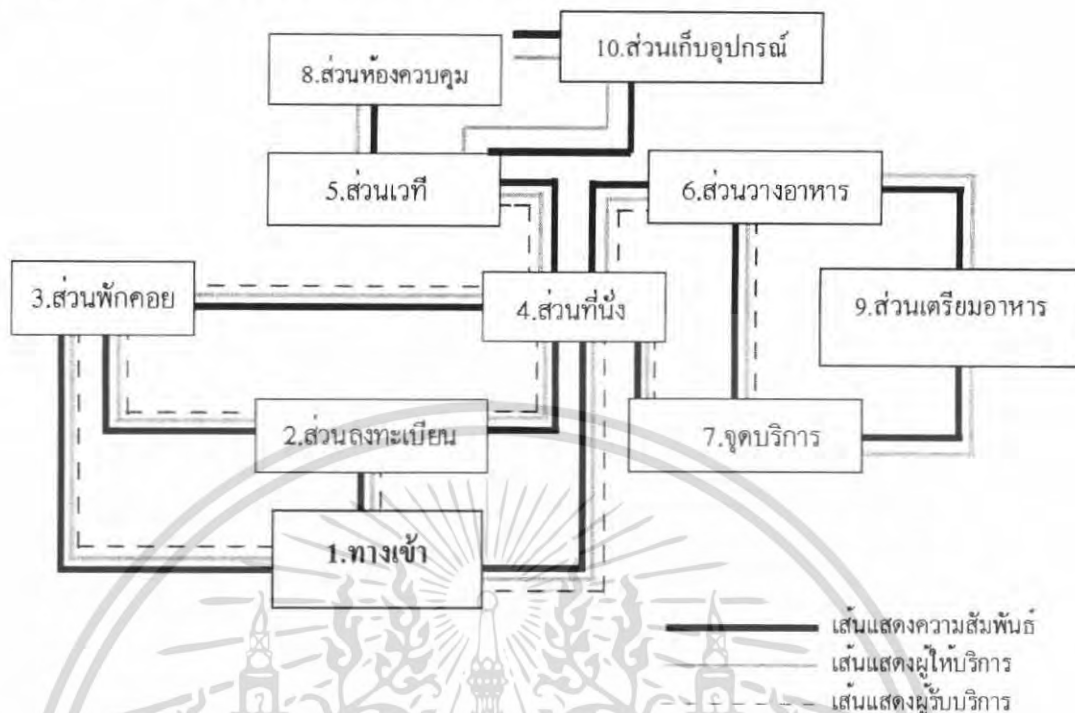 10.ส่วนเก็บอุปกรณ์
8.ส่วนห้องควบคุม
5.ส่วนเวที
6.ส่วนวางอาหาร
3.ส่วนพักคอย
4.ส่วนที่นั่ง
9.ส่วนเตรียมอาหาร
2.ส่วนลงทะเบียน
7.จุดบริการ
1.ทางเข้า
เส้นแสดงความสัมพันธ์
เส้นแสดงผู้ให้บริการ
เส้นแสดงผู้รับบริการ